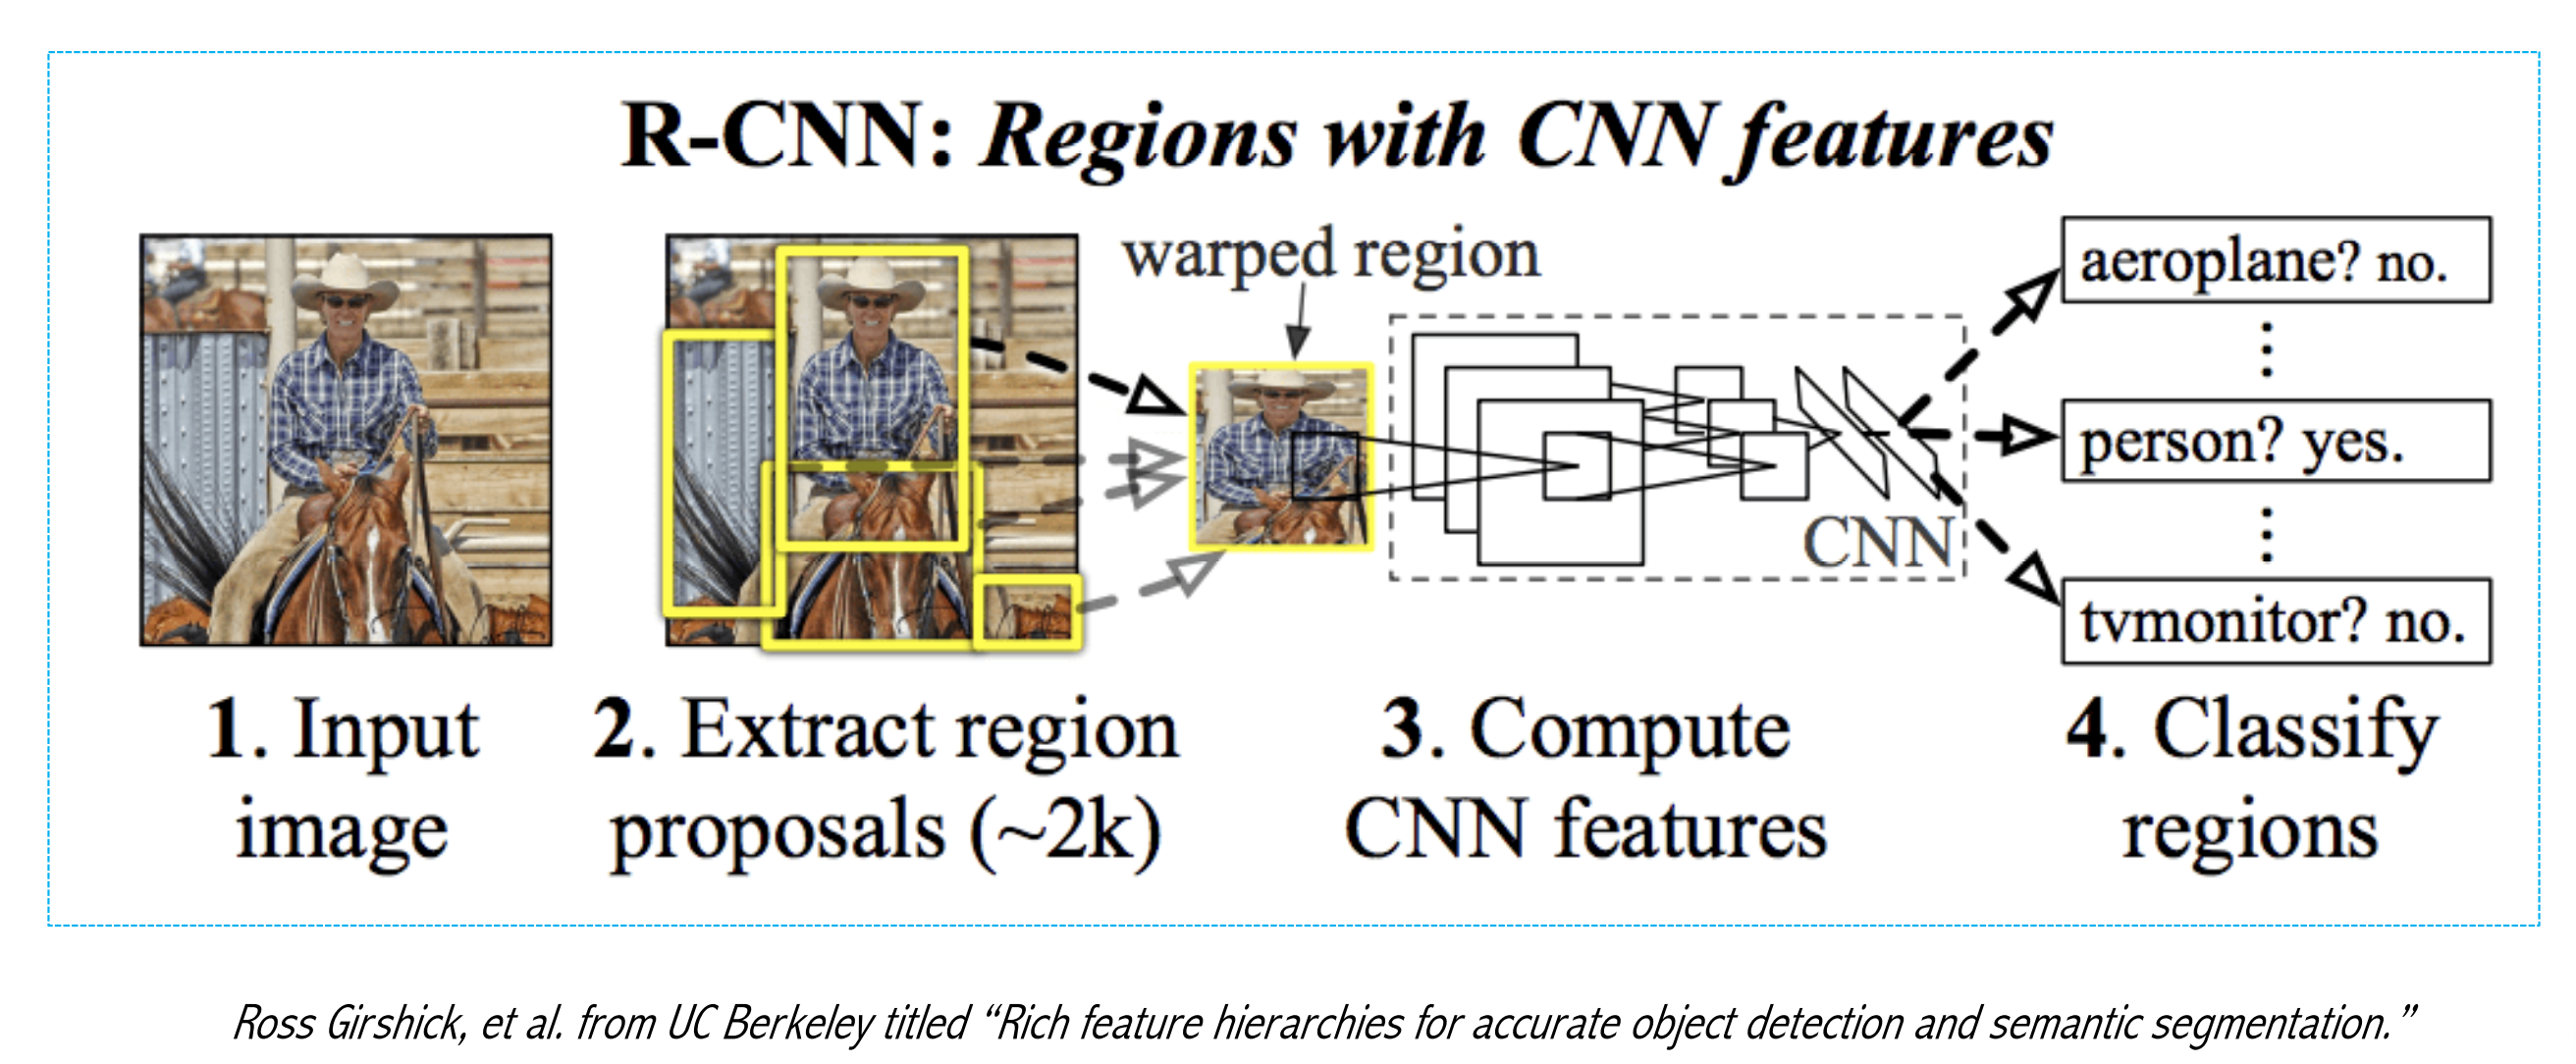 R-CNN: Regions with CNN features
warped region
aeroplane? no.
person? yes.
tvmonitor? no.
CNN
1. Input
image
2. Extract region
proposals (~2k)
3. Compute
CNN features
4. Classify
regions
Ross Girshick, et al. from UC Berkeley titled “Rich feature hierarchies for accurate object detection and semantic segmentation.”